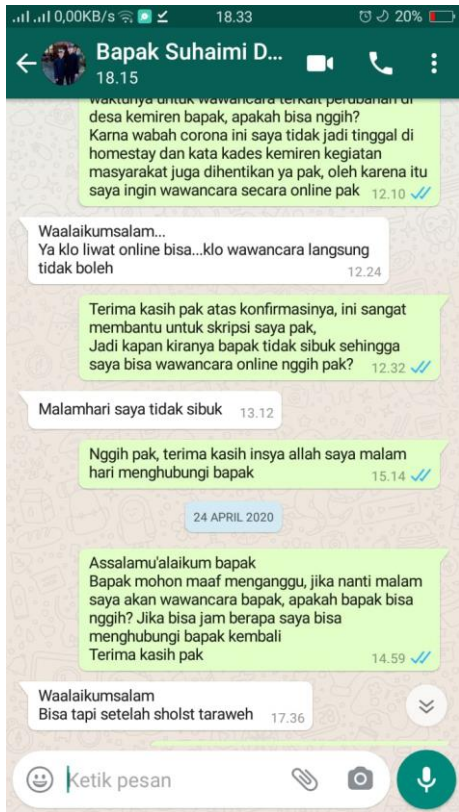 0,00KB/s
18.33
20%
Bapak Suhaimi D...
18.15
waktunya untuk wawancara terkait perubahan di
desa kemiren bapak, apakah bisa nggih?
Karna wabah corona ini saya tidak jadi tinggal di
homestay dan kata kades kemiren kegiatan
masyarakat juga dihentikan ya pak, oleh karena itu
saya ingin wawancara secara online pak
12.10
Waalaikumsalam...
Ya klo liwat online bisa...klo wawancara langsung
tidak boleh
12.24
Terima kasih pak atas konfirmasinya, ini sangat
membantu untuk skripsi saya pak,
Jadi kapan kiranya bapak tidak sibuk sehingga
saya bisa wawancara online nggih pak?
12.32
Malamhari saya tidak sibuk
13.12
Nggih pak, terima kasih insya allah saya malam
hari menghubungi bapak
15.14
24 APRIL 2020
Assalamu'alaikum bapak
Bapak mohon maaf menganggu, jika nanti malam
saya akan wawancara bapak, apakah bapak bisa
nggih? Jika bisa jam berapa saya bisa
menghubungi bapak kembali
Terima kasih pak
14.59
Waalaikumsalam
Bisa tapi setelah sholst taraweh
17.36
Ketik pesan